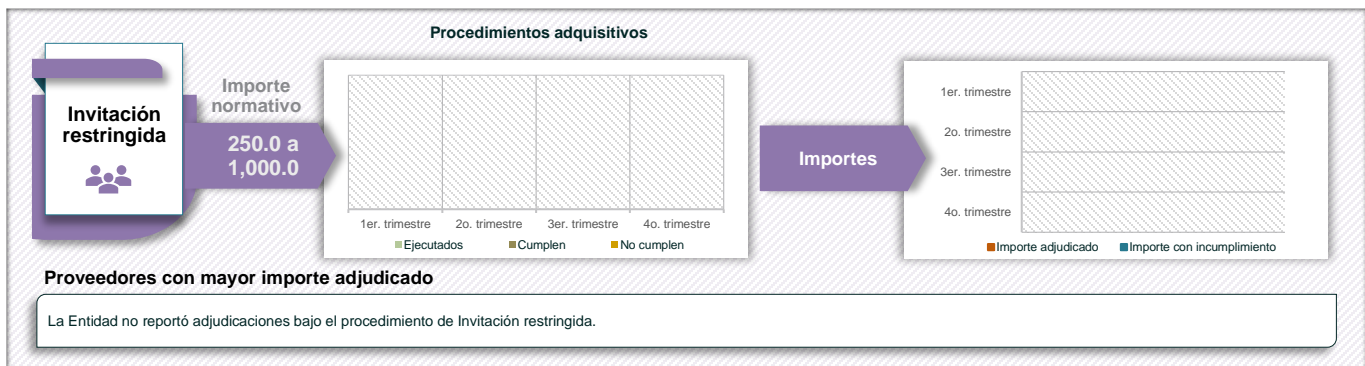 Procedimientos adquisitivos
Invitación
restringida
Importe
normativo
250.0 a
1,000.0
1er. trimestre 2o. trimestre 3er. trimestre 4o. trimestre
Ejecutados Cumplen No cumplen
Importes
1er. trimestre
2o. trimestre
3er. trimestre
4o. trimestre
Importe adjudicado Importe con incumplimiento
Proveedores con mayor importe adjudicado
La Entidad no reportó adjudicaciones bajo el procedimiento de Invitación restringida.